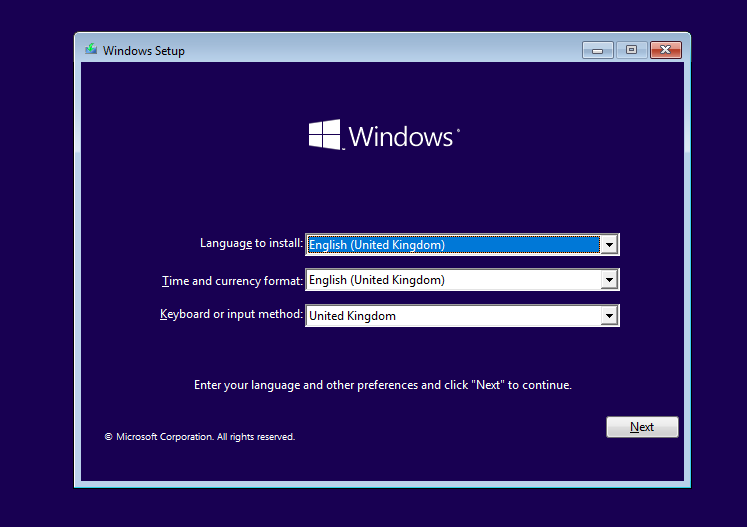 Windows Setup
Windows
Language to install: English (United Kingdom)
Time and currency format: English (United Kingdom)
Keyboard or input method: United Kingdom
Enter your language and other preferences and click "Next" to continue.
© Microsoft Corporation. All rights reserved.
Next